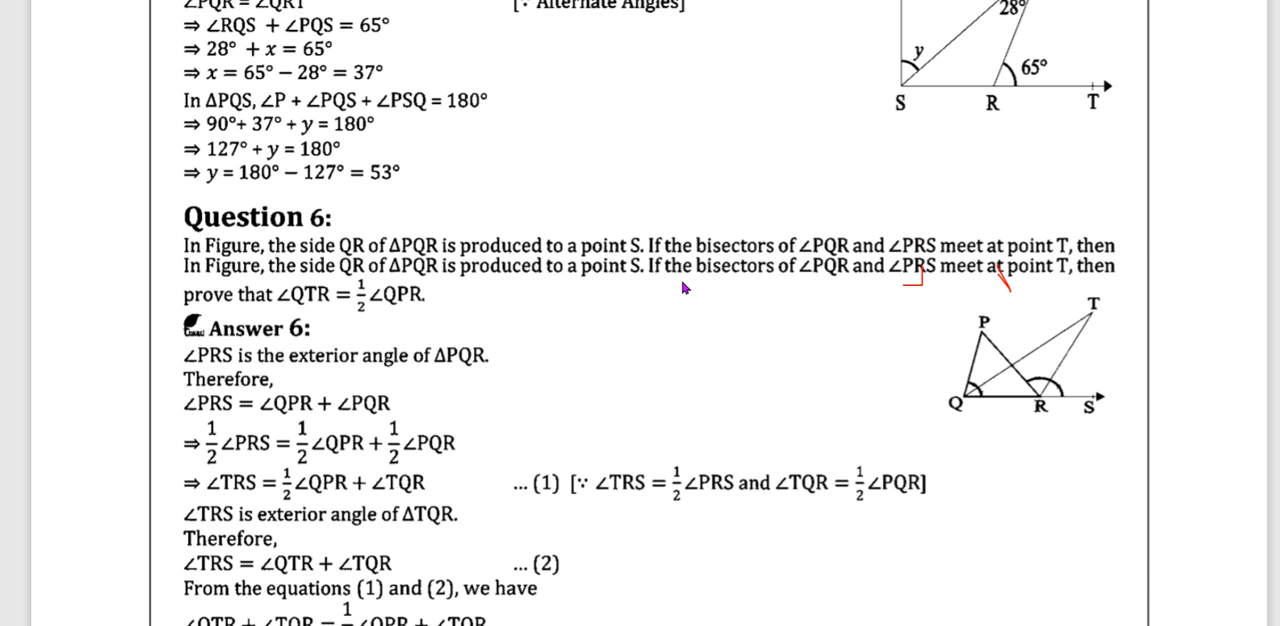 ∠PQR = ∠QRT [∵ Alternate Angles]
⇒ ∠RQS + ∠PQS = 65°
⇒ 28° + x = 65°
⇒ x = 65° − 28° = 37°
In ΔPQS, ∠P + ∠PQS + ∠PSQ = 180°
⇒ 90°+ 37° + y = 180°
⇒ 127° + y = 180°
⇒ y = 180° − 127° = 53°
28°
y
65°
S R T
Question 6:
In Figure, the side QR of ΔPQR is produced to a point S. If the bisectors of ∠PQR and ∠PRS meet at point T, then
In Figure, the side QR of ΔPQR is produced to a point S. If the bisectors of ∠PQR and ∠PRS meet at point T, then
prove that ∠QTR = 1/2 ∠QPR.
Answer 6:
∠PRS is the exterior angle of ΔPQR.
Therefore,
∠PRS = ∠QPR + ∠PQR
⇒ 1/2 ∠PRS = 1/2 ∠QPR + 1/2 ∠PQR
⇒ ∠TRS = 1/2 ∠QPR + ∠TQR ... (1) [∵ ∠TRS = 1/2 ∠PRS and ∠TQR = 1/2 ∠PQR]
∠TRS is exterior angle of ΔTQR.
Therefore,
∠TRS = ∠QTR + ∠TQR ... (2)
From the equations (1) and (2), we have
∠QTR + ∠TQR = 1/2 ∠QPR + ∠TQR
T
P
Q R S